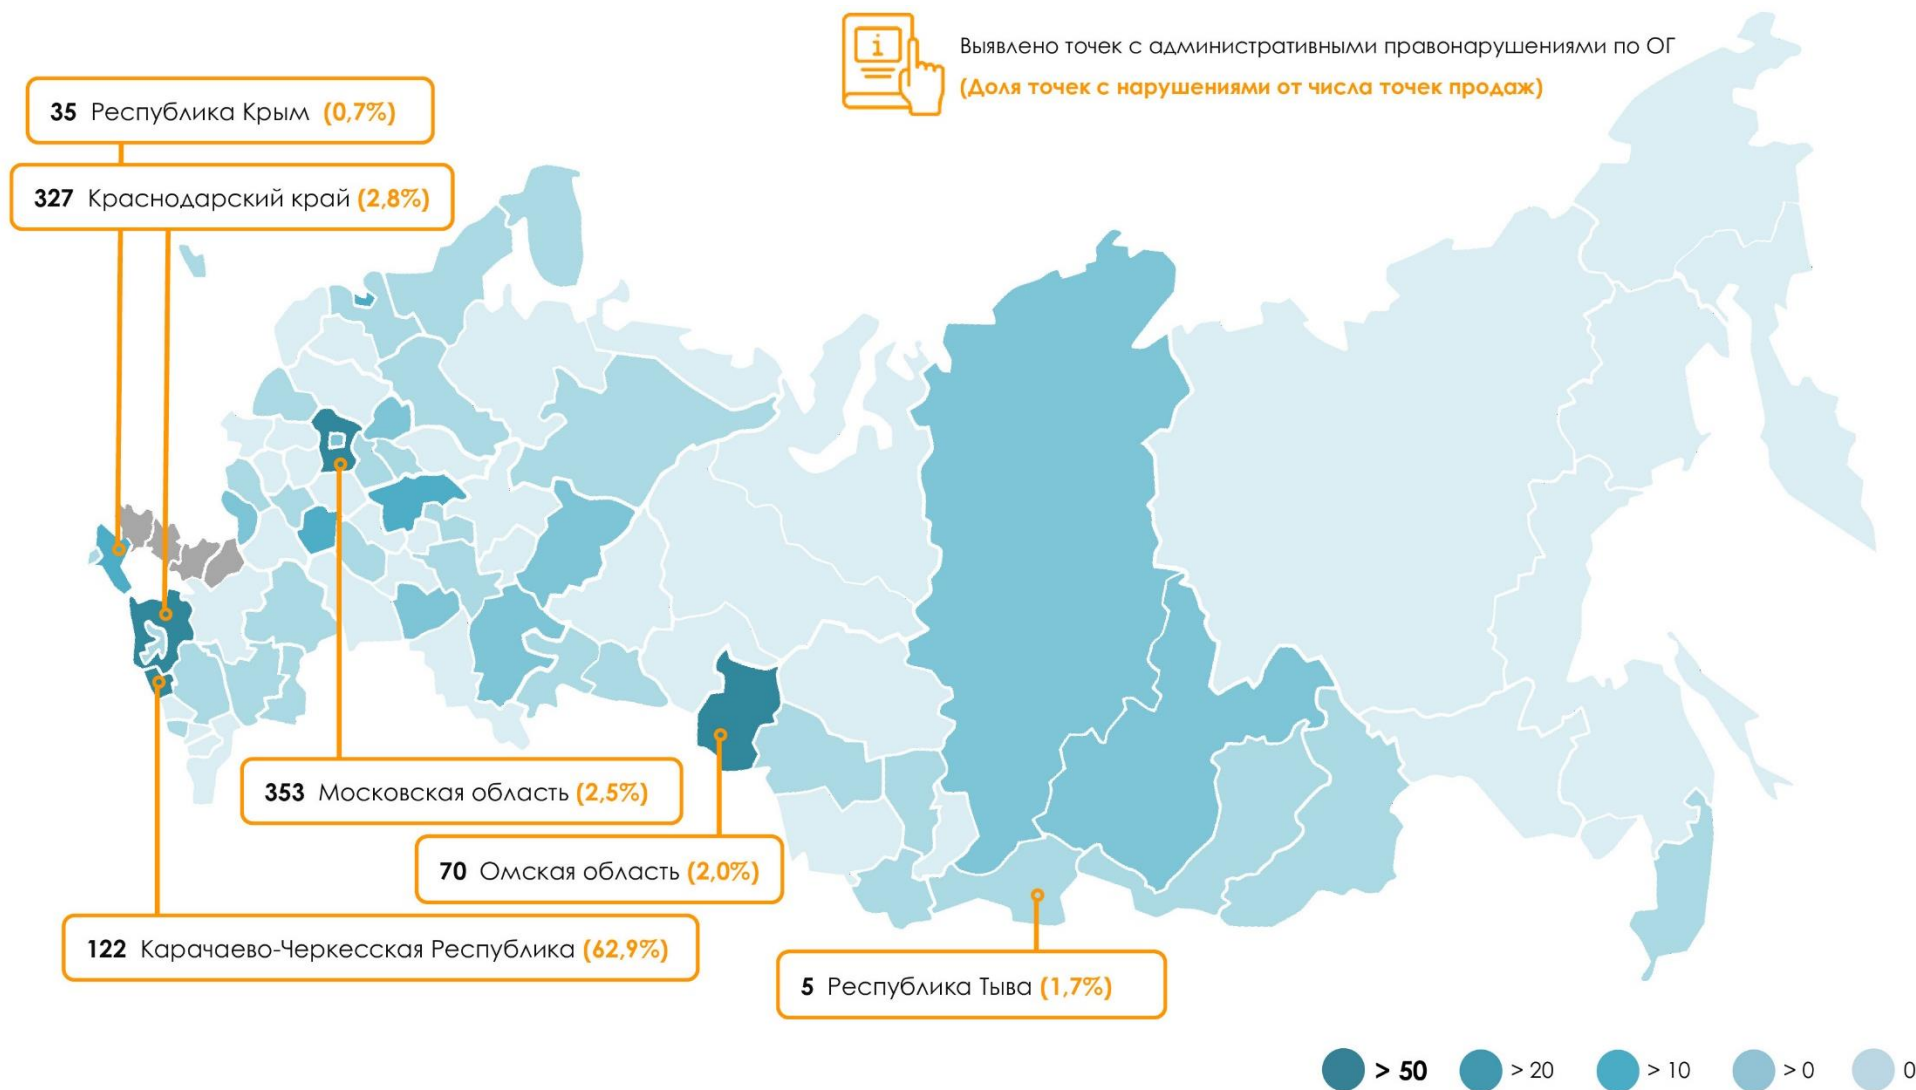 i
Выявлено точек с административными правонарушениями по ОГ
(Доля точек с нарушениями от числа точек продаж)
35 Республика Крым (0,7%)
327 Краснодарский край (2,8%)
353 Московская область (2,5%)
70 Омская область (2,0%)
122 Карачаево-Черкесская Республика (62,9%)
5 Республика Тыва (1,7%)
> 50 > 20 > 10 > 0 0